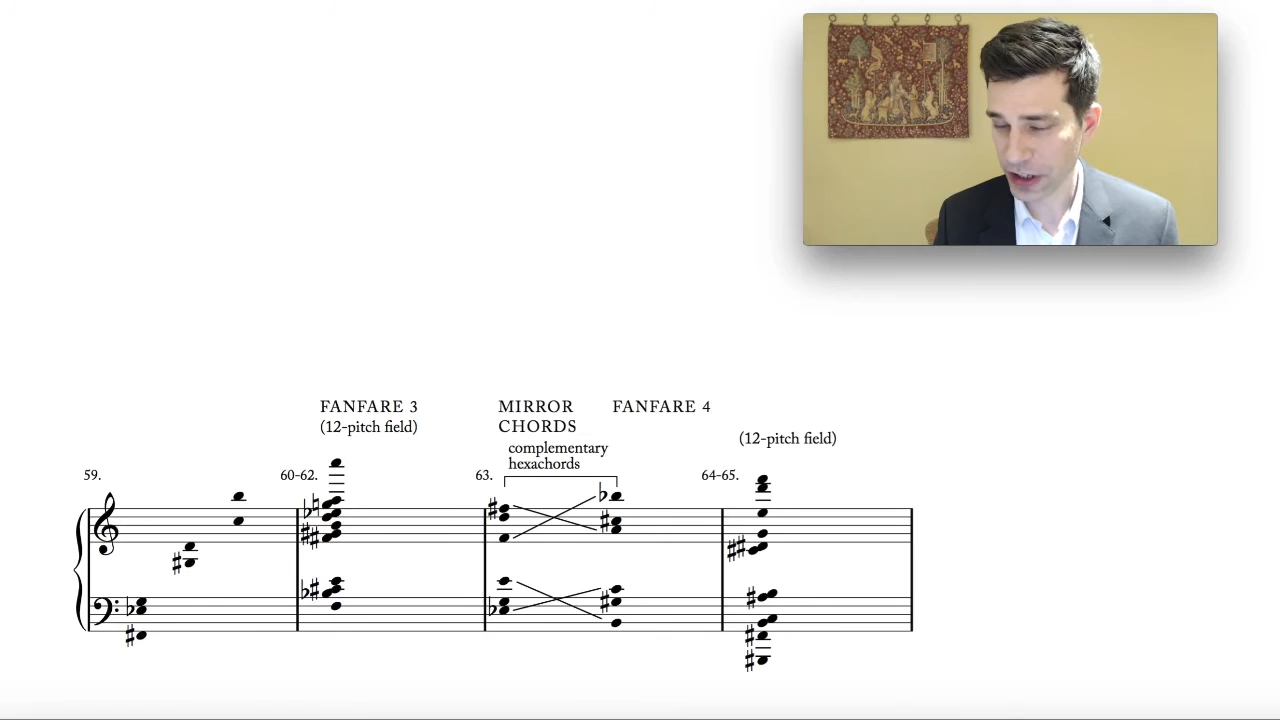 FANFARE 3
(12-pitch field)
MIRROR
CHORDS
FANFARE 4
complementary
hexachords
(12-pitch field)
59.
60-62.
63.
64-65.